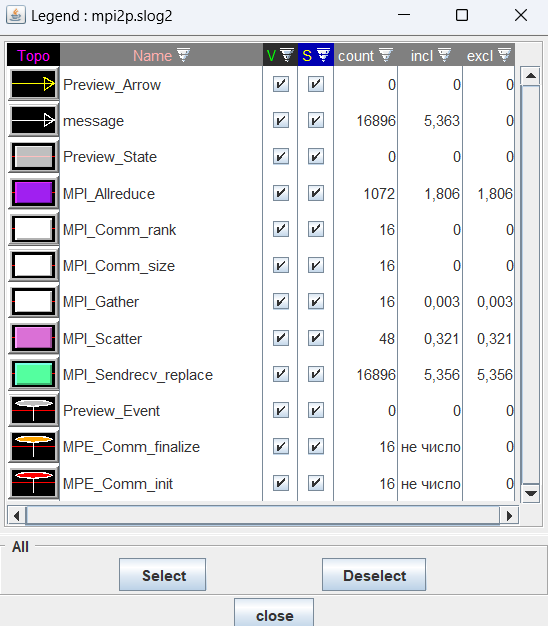 Legend : mpi2p.slog2
Topo Name V S count incl excl
Preview_Arrow 0 0 0
message 16896 5,363 0
Preview_State 0 0 0
MPI_Allreduce 1072 1,806 1,806
MPI_Comm_rank 16 0 0
MPI_Comm_size 16 0 0
MPI_Gather 16 0,003 0,003
MPI_Scatter 48 0,321 0,321
MPI_Sendrecv_replace 16896 5,356 5,356
Preview_Event 0 0 0
MPE_Comm_finalize 16 не число 0
MPE_Comm_init 16 не число 0
All
Select Deselect
close